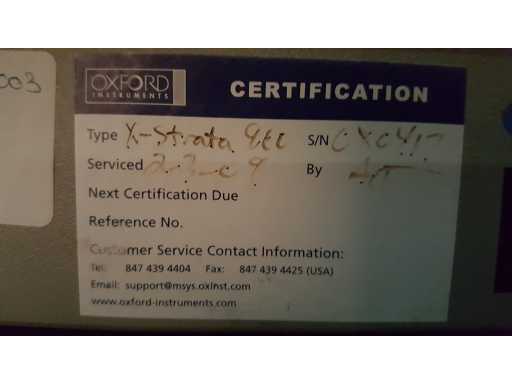 003
OXFORD
INSTRUMENTS
CERTIFICATION
Type X-Strata S/N
Serviced By
Next Certification Due
Reference No.
Customer Service Contact Information:
Tel: 847 439 4404 Fax: 847 439 4425 (USA)
Email: support@msys.oxinst.com
www.oxford-instruments.com